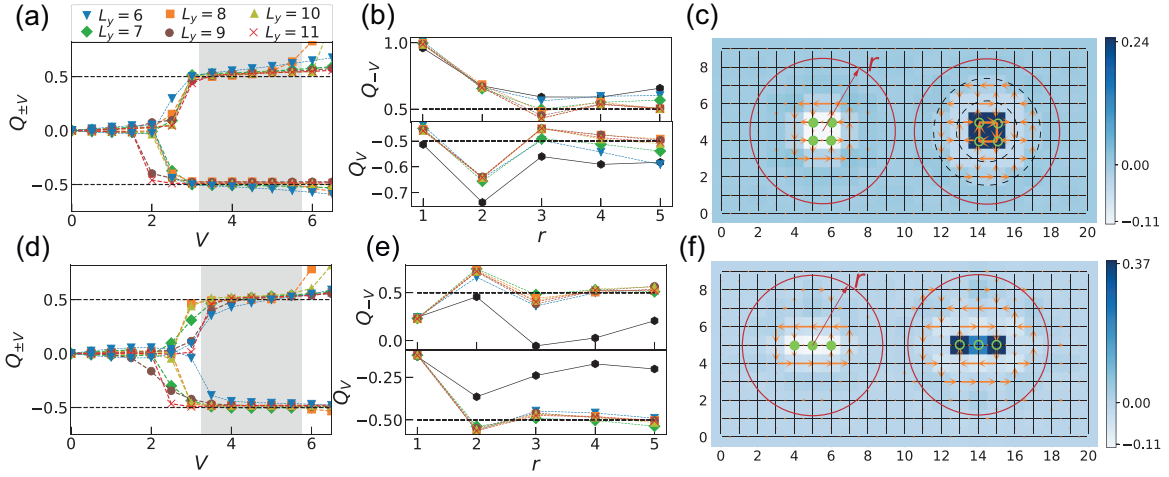 (a)
L_y = 6
L_y = 8
L_y = 10
L_y = 7
L_y = 9
L_y = 11
Q_{±V}
0.5
0.0
−0.5
0 2 4 6
V
(b)
Q_{−V}
1.0
0.5
Q_V
−0.5
−0.6
−0.7
1 2 3 4 5
r
(c)
r
8
6
4
2
0
0 2 4 6 8 10 12 14 16 18 20
0.24
0.00
−0.11
(d)
Q_{±V}
0.5
0.0
−0.5
0 2 4 6
V
(e)
Q_{−V}
0.5
0.0
Q_V
−0.25
−0.50
1 2 3 4 5
r
(f)
r
8
6
4
2
0
0 2 4 6 8 10 12 14 16 18 20
0.37
0.00
−0.11